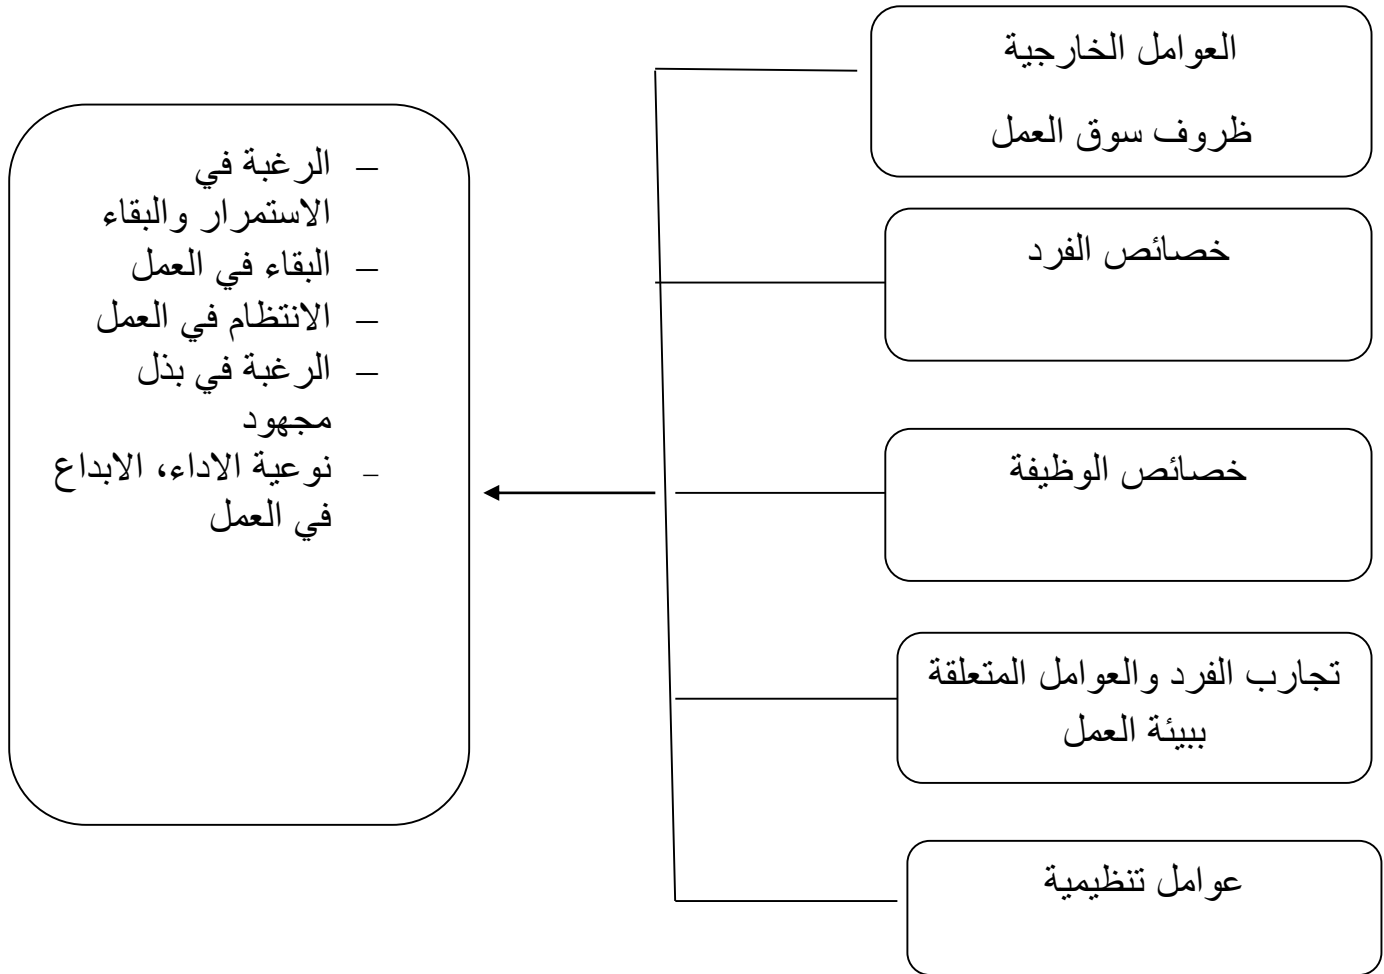 العوامل الخارجية
ظروف سوق العمل
خصائص الفرد
خصائص الوظيفة
تجارب الفرد والعوامل المتعلقة
ببيئة العمل
عوامل تنظيمية
– الرغبة في
الاستمرار والبقاء
– البقاء في العمل
– الانتظام في العمل
– الرغبة في بذل
مجهود
- نوعية الاداء، الابداع
في العمل